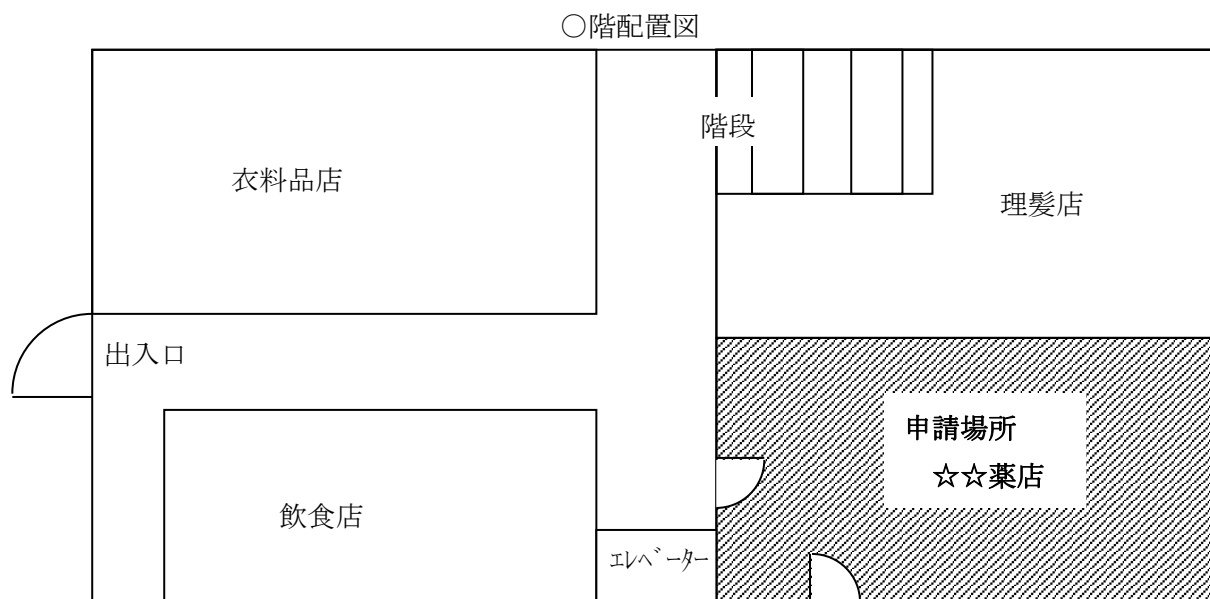 ○階配置図
階段
衣料品店
理髪店
出入口
申請場所
☆☆薬店
飲食店
ｴﾚﾍﾞｰﾀｰ